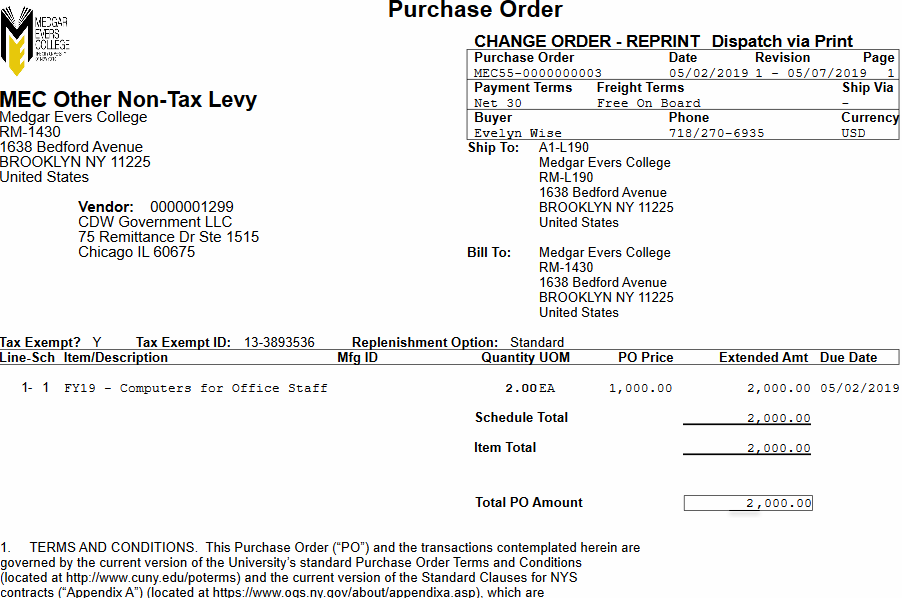 Purchase Order
MEDGAR
EVERS
COLLEGE
CHANGE ORDER - REPRINT Dispatch via Print
Purchase Order Date Revision Page
MEC55-0000000003 05/02/2019 1 - 05/07/2019 1
Payment Terms Freight Terms Ship Via
Net 30 Free On Board -
Buyer Phone Currency
Evelyn Wise 718/270-6935 USD
MEC Other Non-Tax Levy
Medgar Evers College
RM-1430
1638 Bedford Avenue
BROOKLYN NY 11225
United States
Vendor: 0000001299
CDW Government LLC
75 Remittance Dr Ste 1515
Chicago IL 60675
Ship To: A1-L190
Medgar Evers College
RM-L190
1638 Bedford Avenue
BROOKLYN NY 11225
United States
Bill To: Medgar Evers College
RM-1430
1638 Bedford Avenue
BROOKLYN NY 11225
United States
Tax Exempt? Y Tax Exempt ID: 13-3893536 Replenishment Option: Standard
Line-Sch Item/Description Mfg ID Quantity UOM PO Price Extended Amt Due Date
1- 1 FY19 - Computers for Office Staff 2.00 EA 1,000.00 2,000.00 05/02/2019
Schedule Total 2,000.00
Item Total 2,000.00
Total PO Amount 2,000.00
1. TERMS AND CONDITIONS. This Purchase Order (“PO”) and the transactions contemplated herein are
governed by the current version of the University’s standard Purchase Order Terms and Conditions
(located at http://www.cuny.edu/poterms) and the current version of the Standard Clauses for NYS
contracts (“Appendix A”) (located at https://www.ogs.ny.gov/about/appendixa.asp), which are